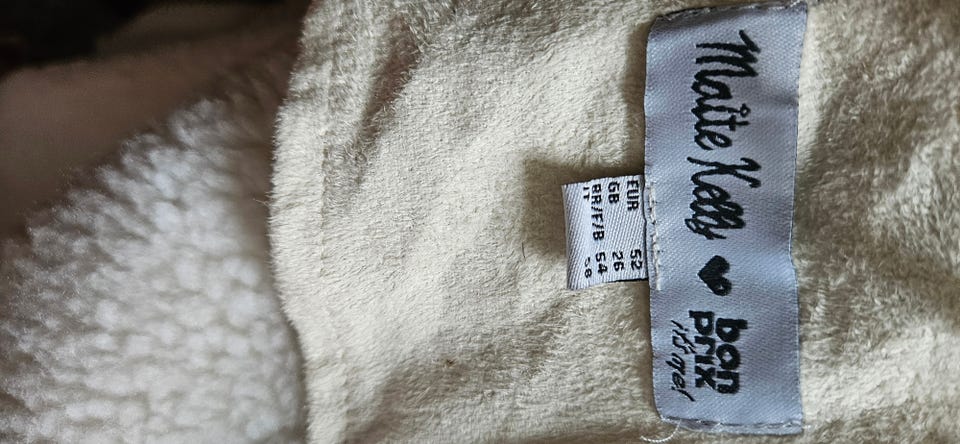 Maite Kelly ♥ bon prix
it's me!
EUR 52
GB 26
BR/F/B 54
IT 58